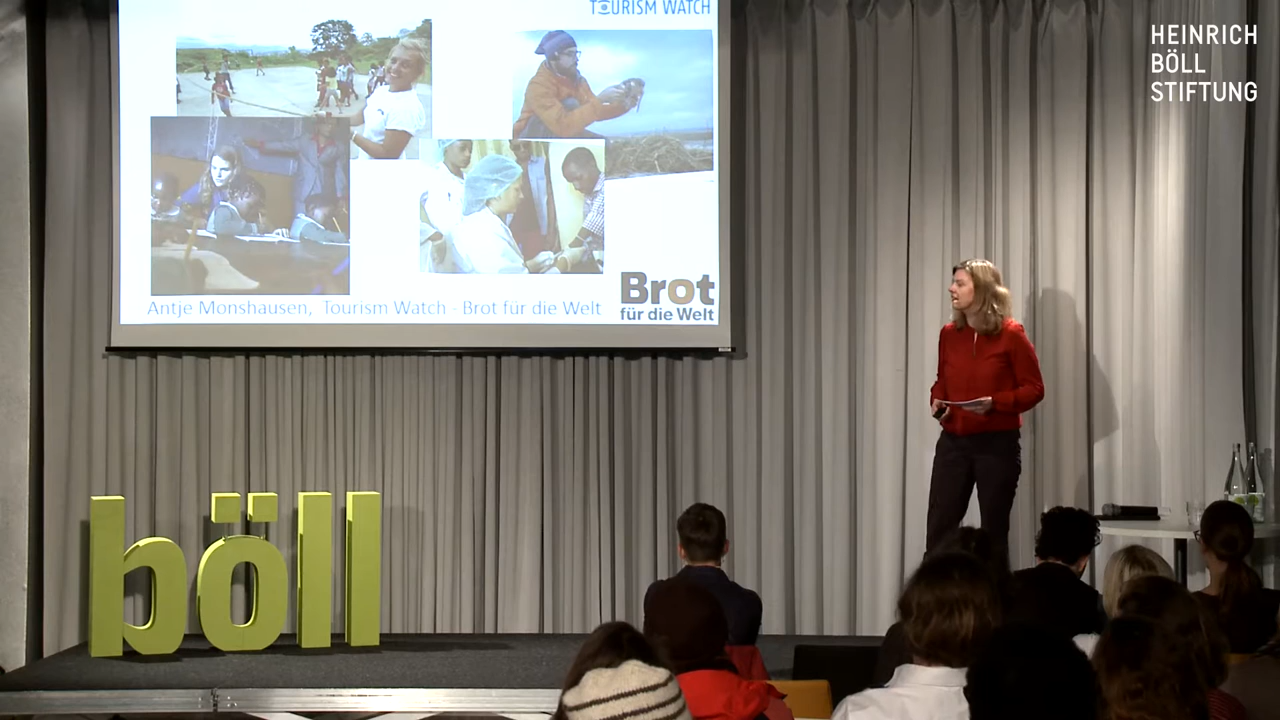 TOURISM WATCH
HEINRICH
BÖLL
STIFTUNG
Brot
für die Welt
Antje Monshausen, Tourism Watch - Brot für die Welt
böll